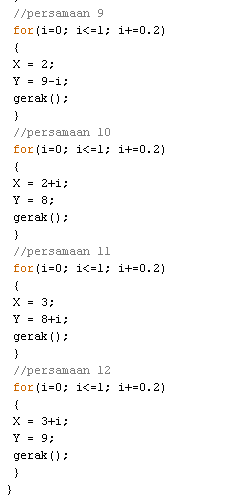 //persamaan 9
for(i=0; i<=1; i+=0.2)
{
X = 2;
Y = 9-i;
gerak();
}
//persamaan 10
for(i=0; i<=1; i+=0.2)
{
X = 2+i;
Y = 8;
gerak();
}
//persamaan 11
for(i=0; i<=1; i+=0.2)
{
X = 3;
Y = 8+i;
gerak();
}
//persamaan 12
for(i=0; i<=1; i+=0.2)
{
X = 3+i;
Y = 9;
gerak();
}
}